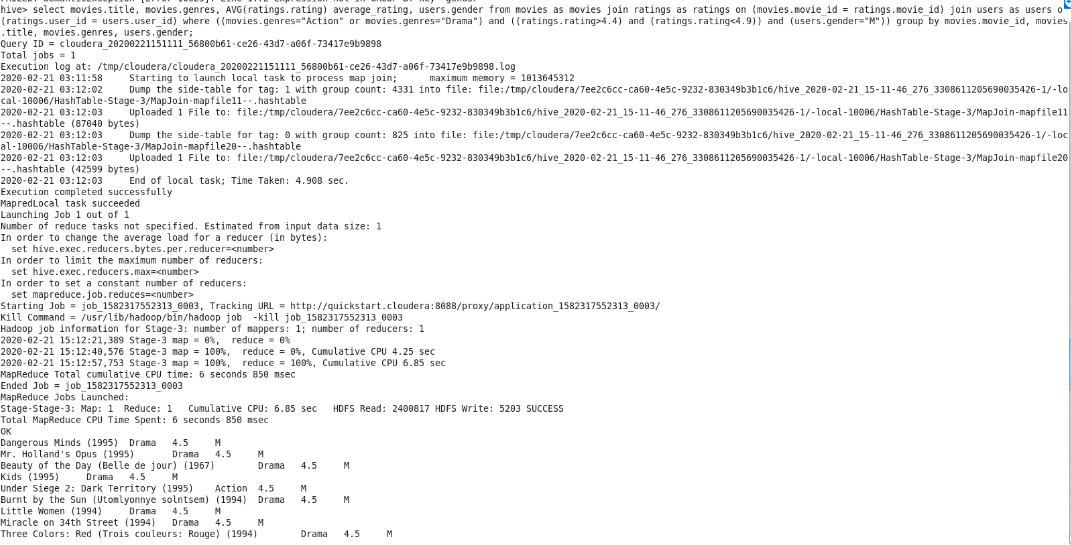 hive> select movies.title, movies.genres, AVG(ratings.rating) average_rating, users.gender from movies as movies join ratings as ratings on (movies.movie_id = ratings.movie_id) join users as users o
(ratings.user_id = users.user_id) where ((movies.genres="Action" or movies.genres="Drama") and ((ratings.rating>4.4) and (ratings.rating<4.9)) and (users.gender="M")) group by movies.movie_id, movies
.title, movies.genres, users.gender;
Query ID = cloudera_20200221151111_56800b61-ce26-43d7-a06f-73417e9b9898
Total jobs = 1
Execution log at: /tmp/cloudera/cloudera_20200221151111_56800b61-ce26-43d7-a06f-73417e9b9898.log
2020-02-21 03:11:58 Starting to launch local task to process map join; maximum memory = 1013645312
2020-02-21 03:12:02 Dump the side-table for tag: 1 with group count: 4331 into file: file:/tmp/cloudera/7ee2c6cc-ca60-4e5c-9232-830349b3b1c6/hive_2020-02-21_15-11-46_276_3308611205690035426-1/-lo
cal-10006/HashTable-Stage-3/MapJoin-mapfile11--.hashtable
2020-02-21 03:12:03 Uploaded 1 File to: file:/tmp/cloudera/7ee2c6cc-ca60-4e5c-9232-830349b3b1c6/hive_2020-02-21_15-11-46_276_3308611205690035426-1/-local-10006/HashTable-Stage-3/MapJoin-mapfile11
--.hashtable (87040 bytes)
2020-02-21 03:12:03 Dump the side-table for tag: 0 with group count: 825 into file: file:/tmp/cloudera/7ee2c6cc-ca60-4e5c-9232-830349b3b1c6/hive_2020-02-21_15-11-46_276_3308611205690035426-1/-loc
al-10006/HashTable-Stage-3/MapJoin-mapfile20--.hashtable
2020-02-21 03:12:03 Uploaded 1 File to: file:/tmp/cloudera/7ee2c6cc-ca60-4e5c-9232-830349b3b1c6/hive_2020-02-21_15-11-46_276_3308611205690035426-1/-local-10006/HashTable-Stage-3/MapJoin-mapfile20
--.hashtable (42599 bytes)
2020-02-21 03:12:03 End of local task; Time Taken: 4.908 sec.
Execution completed successfully
MapredLocal task succeeded
Launching Job 1 out of 1
Number of reduce tasks not specified. Estimated from input data size: 1
In order to change the average load for a reducer (in bytes):
set hive.exec.reducers.bytes.per.reducer=<number>
In order to limit the maximum number of reducers:
set hive.exec.reducers.max=<number>
In order to set a constant number of reducers:
set mapreduce.job.reduces=<number>
Starting Job = job_1582317552313_0003, Tracking URL = http://quickstart.cloudera:8088/proxy/application_1582317552313_0003/
Kill Command = /usr/lib/hadoop/bin/hadoop job -kill job_1582317552313_0003
Hadoop job information for Stage-3: number of mappers: 1; number of reducers: 1
2020-02-21 15:12:21,389 Stage-3 map = 0%, reduce = 0%
2020-02-21 15:12:40,576 Stage-3 map = 100%, reduce = 0%, Cumulative CPU 4.25 sec
2020-02-21 15:12:57,753 Stage-3 map = 100%, reduce = 100%, Cumulative CPU 6.85 sec
MapReduce Total cumulative CPU time: 6 seconds 850 msec
Ended Job = job_1582317552313_0003
MapReduce Jobs Launched:
Stage-Stage-3: Map: 1 Reduce: 1 Cumulative CPU: 6.85 sec HDFS Read: 2400817 HDFS Write: 5203 SUCCESS
Total MapReduce CPU Time Spent: 6 seconds 850 msec
OK
Dangerous Minds (1995) Drama 4.5 M
Mr. Holland's Opus (1995) Drama 4.5 M
Beauty of the Day (Belle de jour) (1967) Drama 4.5 M
Kids (1995) Drama 4.5 M
Under Siege 2: Dark Territory (1995) Action 4.5 M
Burnt by the Sun (Utomlyonnye solntsem) (1994) Drama 4.5 M
Little Women (1994) Drama 4.5 M
Miracle on 34th Street (1994) Drama 4.5 M
Three Colors: Red (Trois couleurs: Rouge) (1994) Drama 4.5 M